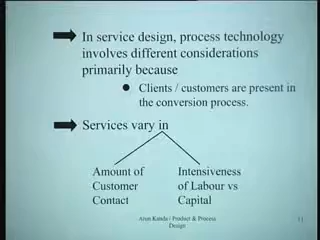 In service design, process technology
involves different considerations
primarily because
Clients / customers are present in
the conversion process.
Services vary in
Amount of
Customer
Contact
Intensiveness
of Labour vs
Capital
Arun Kanda / Product & Process
Design
11